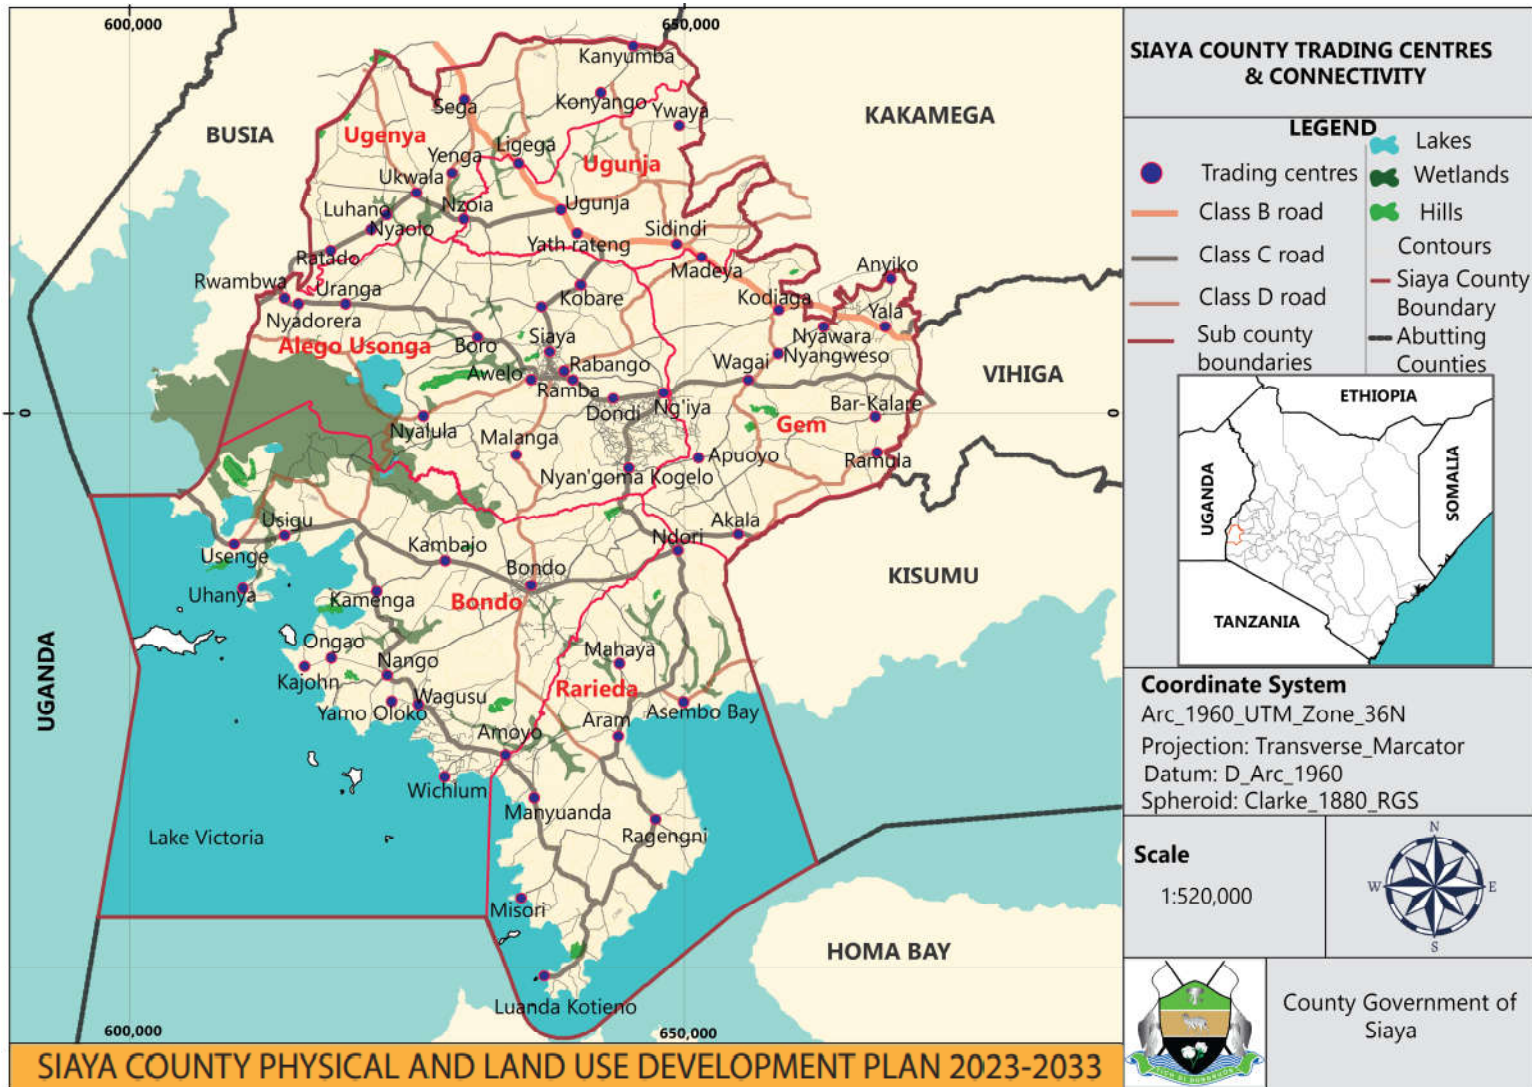 600,000
650,000
Kanyumba
Sega
Konyango
Ywaya
KAKAMEGA
BUSIA
Ugenya
Ligega
Yenga
Ugunja
Ukwala
Luhano
Nzoia
Ugunja
Nyaolo
Yath rateng
Sidindi
Ratado
Madeya
Anyiko
Rwambwa
Uranga
Kobare
Kodiaga
Nyadorera
Yala
Nyawara
Siaya
Alego Usonga
Boro
Nyangweso
Wagai
Rabango
Awelo
Ramba
VIHIGA
0
0
Dondi
Ng'iya
Bar-Kalare
Gem
Nyalula
Malanga
Apuoyo
Ramula
Nyan'goma Kogelo
Usigu
Akala
Ndori
Usenge
Kambajo
Bondo
KISUMU
Uhanya
Kamenga
Bondo
Ongao
Mahaya
Nango
Kajohn
Rarieda
Wagusu
Yamo Oloko
Asembo Bay
Aram
Amoyo
UGANDA
Wichlum
Manyuanda
Ragengni
Lake Victoria
Misori
HOMA BAY
Luanda Kotieno
600,000
650,000
SIAYA COUNTY PHYSICAL AND LAND USE DEVELOPMENT PLAN 2023-2033
SIAYA COUNTY TRADING CENTRES
& CONNECTIVITY
LEGEND
Trading centres
Class B road
Class C road
Class D road
Sub county
boundaries
Lakes
Wetlands
Hills
Contours
Siaya County
Boundary
Abutting
Counties
ETHIOPIA
UGANDA
SOMALIA
TANZANIA
Coordinate System
Arc_1960_UTM_Zone_36N
Projection: Transverse_Marcator
Datum: D_Arc_1960
Spheroid: Clarke_1880_RGS
Scale
1:520,000
N
W
E
S
County Government of
Siaya